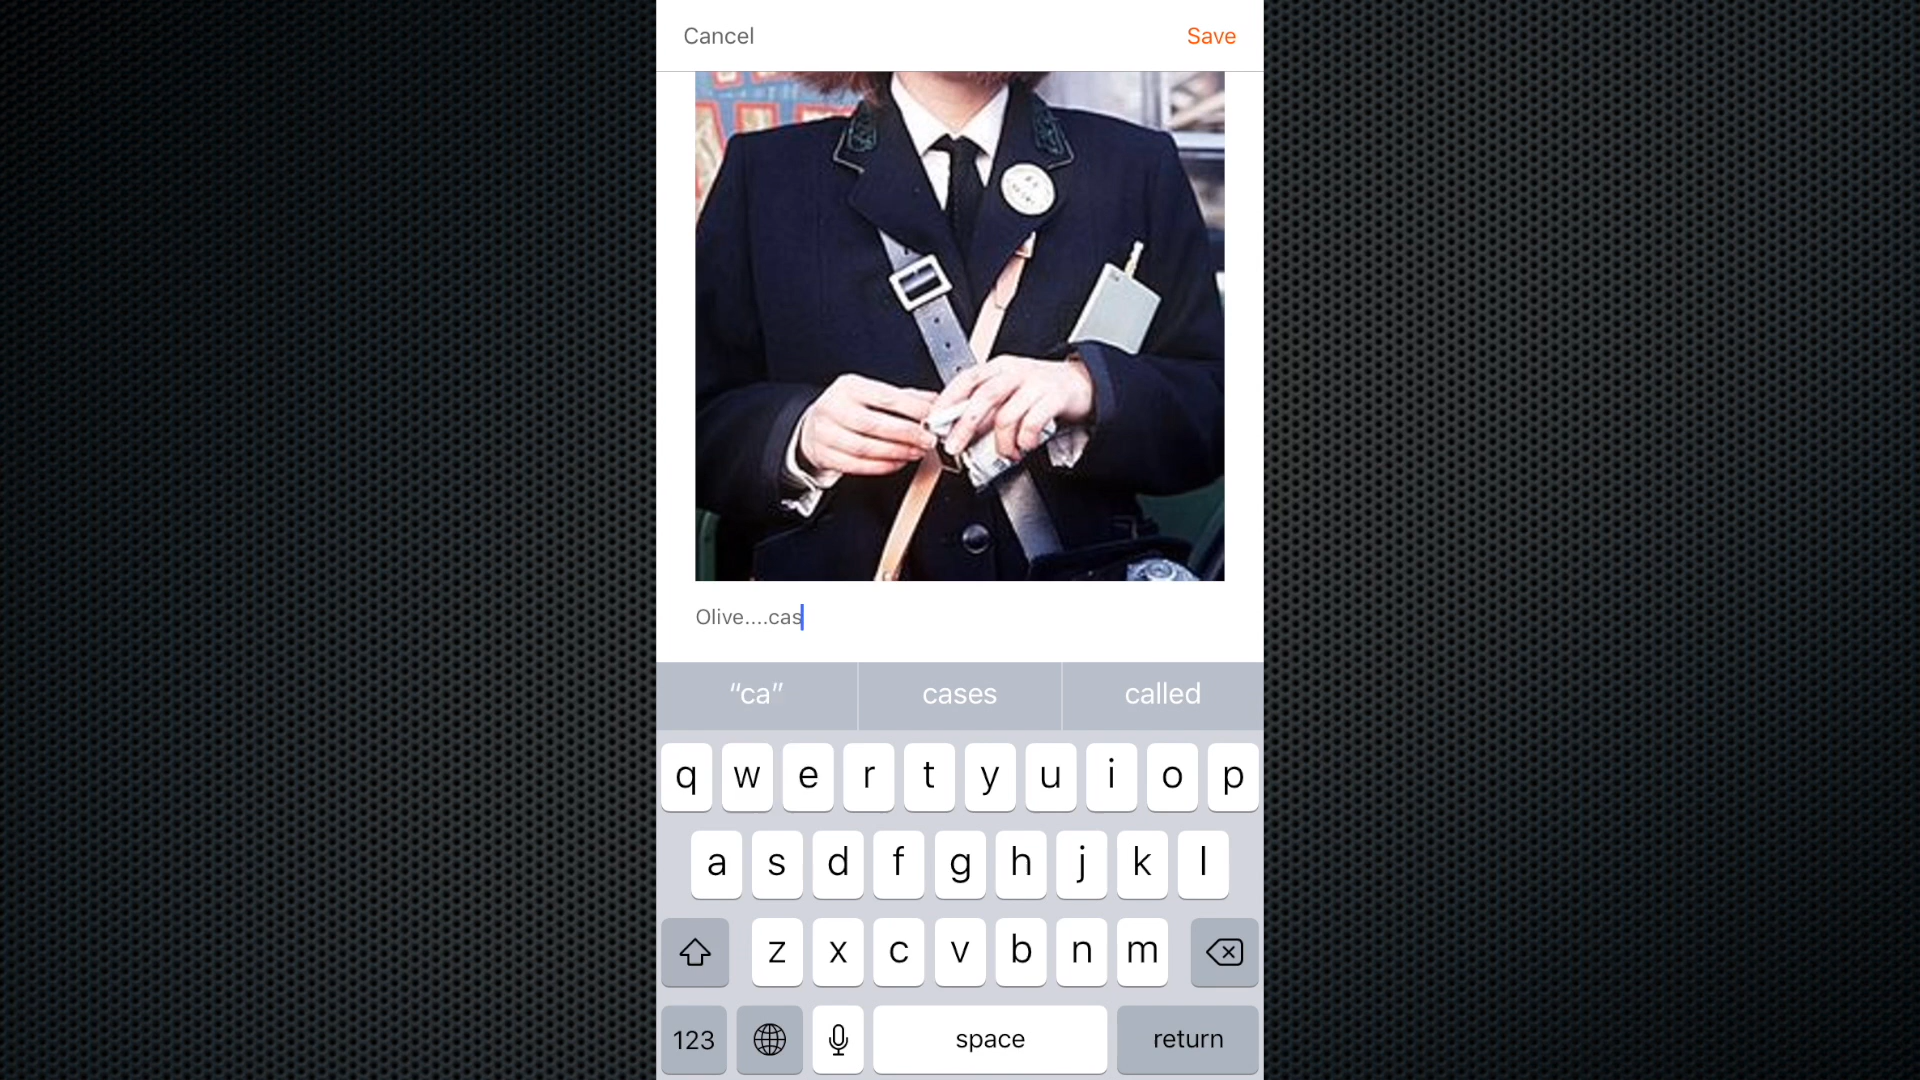 Cancel
Save
Olive....cas
“ca”
cases
called
q w e r t y u i o p
a s d f g h j k l
z x c v b n m
123
space
return